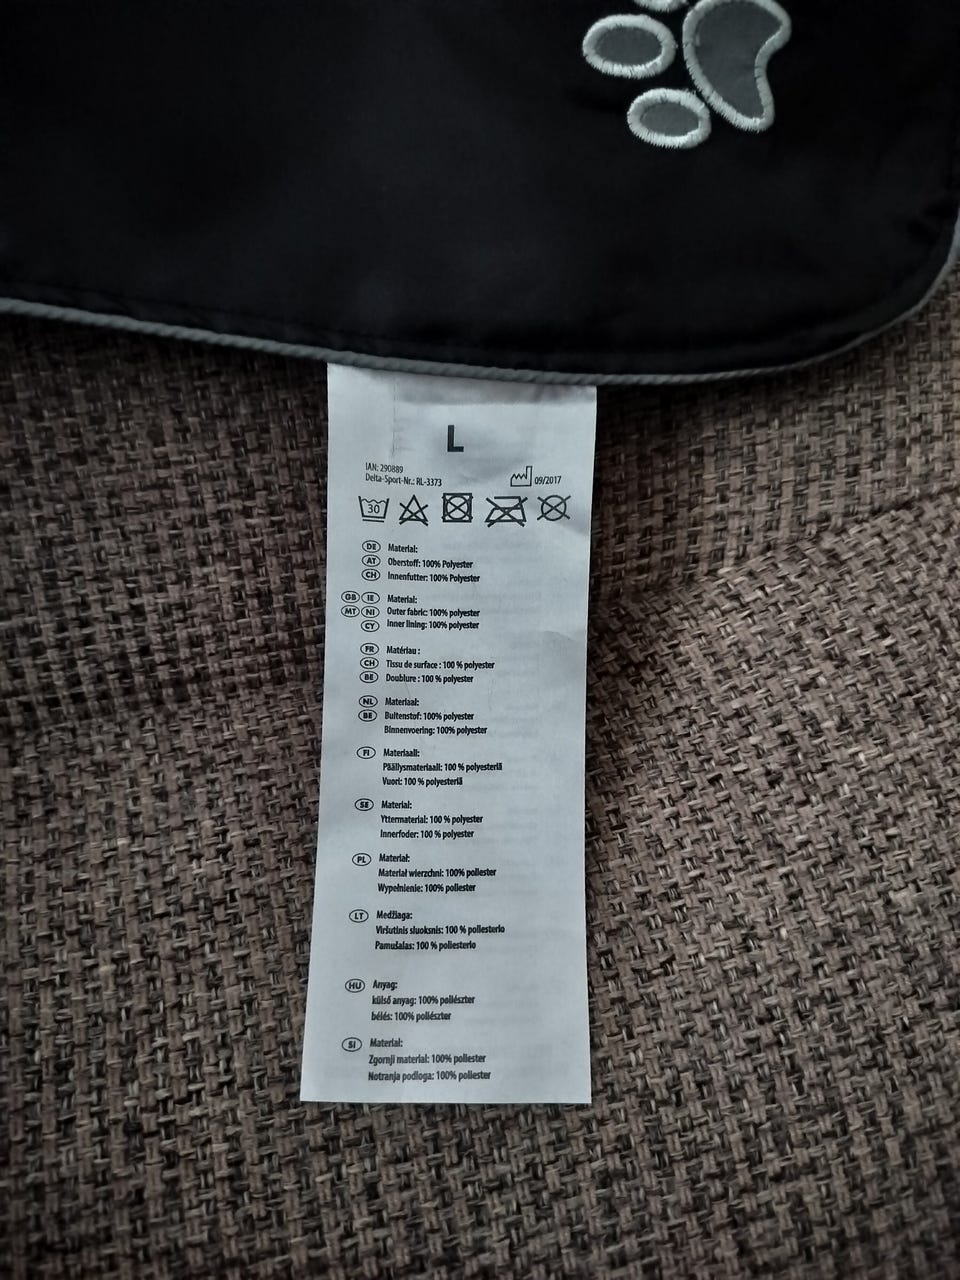 L
IAN: 290889
Delta-Sport-Nr.: RL-3373
09/2017
30
DE Material:
AT Oberstoff: 100% Polyester
CH Innenfutter: 100% Polyester
GB IE Material:
MT NI Outer fabric: 100% polyester
CY Inner lining: 100% polyester
FR Matériau :
CH Tissu de surface : 100 % polyester
BE Doublure : 100 % polyester
NL Materiaal:
BE Buitenstof: 100% polyester
Binnenvoering: 100% polyester
FI Materiaali:
Päällysmateriaali: 100 % polyesteriä
Vuori: 100 % polyesteriä
SE Material:
Yttermaterial: 100 % polyester
Innerfoder: 100 % polyester
PL Materiał:
Materiał wierzchni: 100% poliester
Wypełnienie: 100% poliester
LT Medžiaga:
Viršutinis sluoksnis: 100 % poliesterio
Pamušalas: 100 % poliesterio
HU Anyag:
külső anyag: 100% poliészter
bélés: 100% poliészter
SI Material:
Zgornji material: 100% poliester
Notranja podloga: 100% poliester